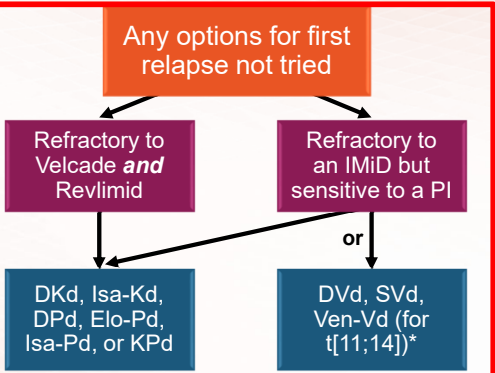 Any options for first
relapse not tried
Refractory to
Velcade and
Revlimid
Refractory to
an IMiD but
sensitive to a PI
or
DKd, Isa-Kd,
DPd, Elo-Pd,
Isa-Pd, or KPd
DVd, SVd,
Ven-Vd (for
t[11;14])*